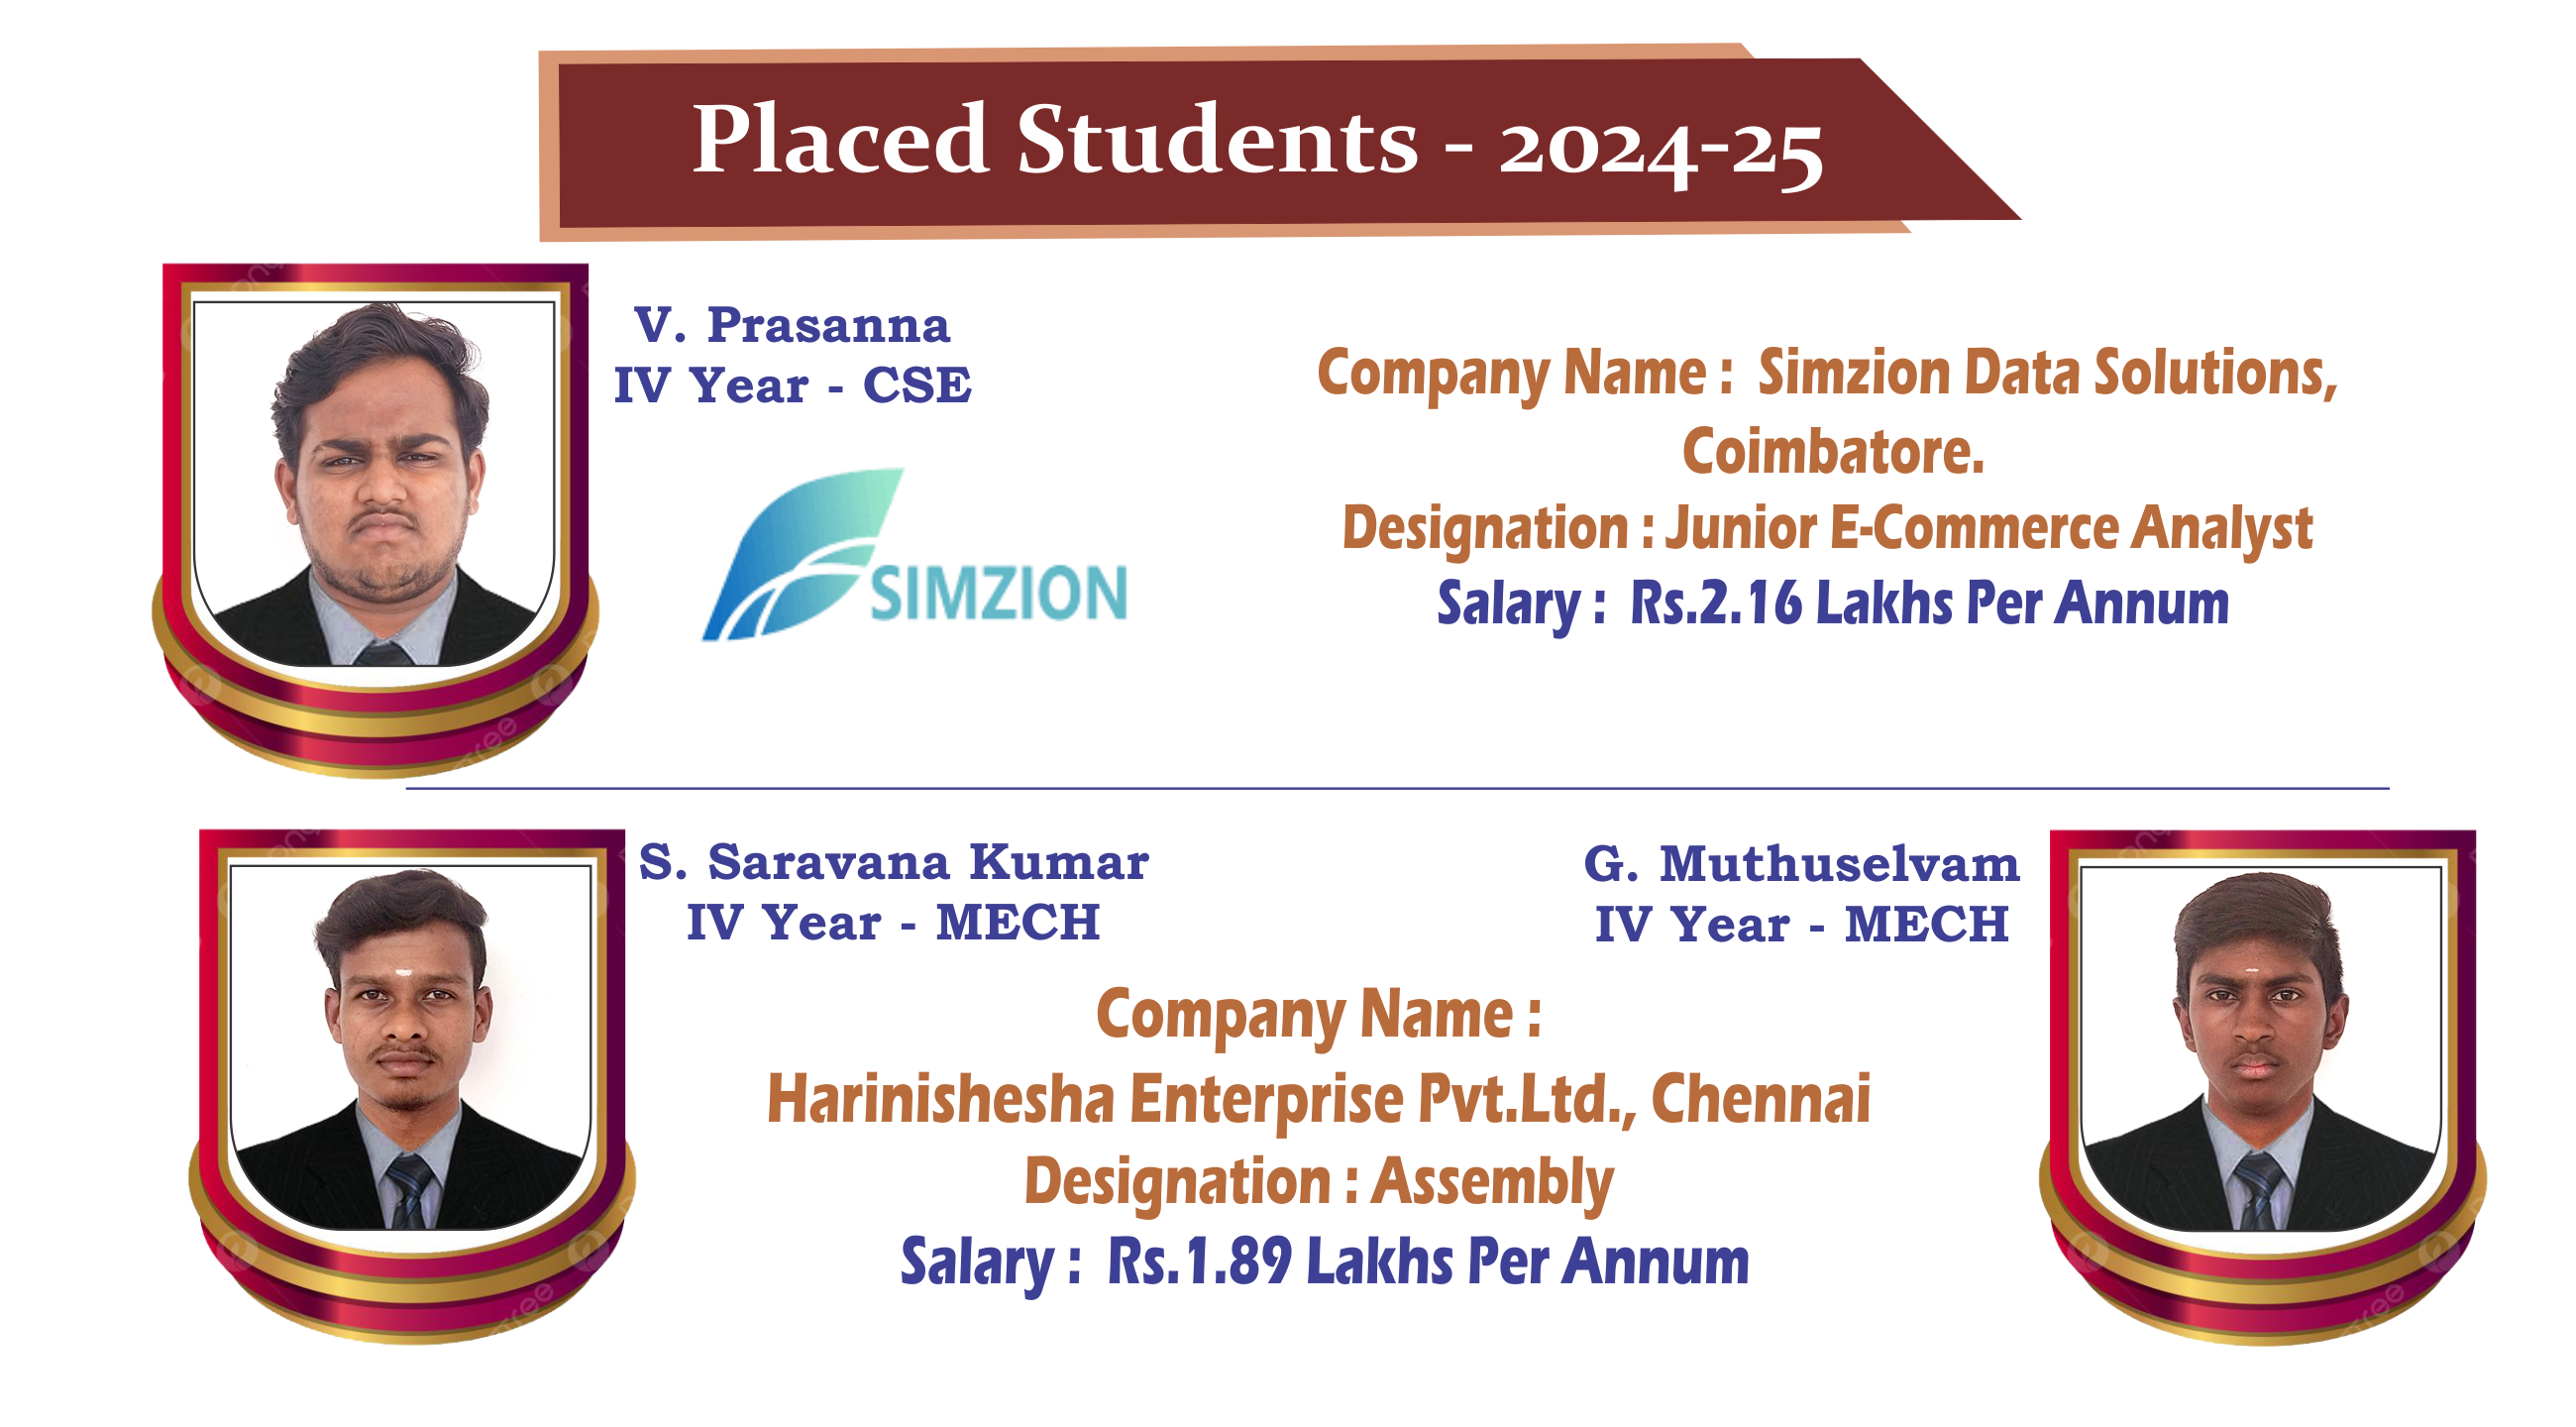 Placed Students - 2024-25
V. Prasanna
IV Year - CSE
SIMZION
Company Name : Simzion Data Solutions,
Coimbatore.
Designation : Junior E-Commerce Analyst
Salary : Rs.2.16 Lakhs Per Annum
S. Saravana Kumar
IV Year - MECH
G. Muthuselvam
IV Year - MECH
Company Name :
Harinishesha Enterprise Pvt.Ltd., Chennai
Designation : Assembly
Salary : Rs.1.89 Lakhs Per Annum